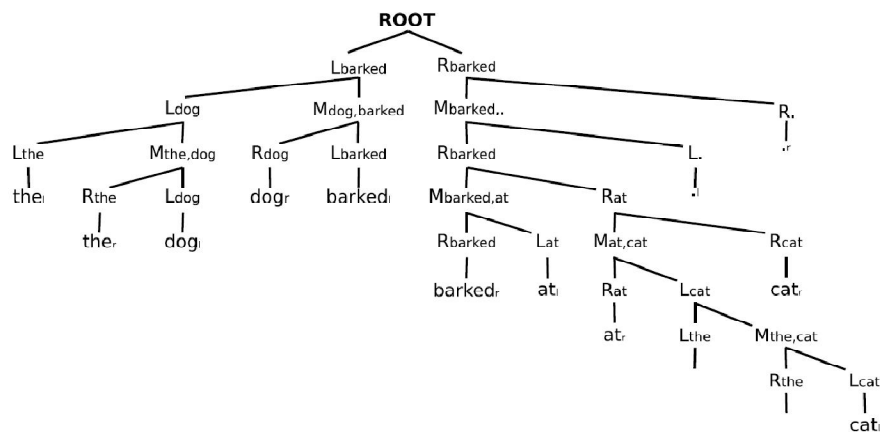 ROOT
Lbarked Rbarked
Ldog Mdog,barked Mbarked,. R.
Lthe Mthe,dog Rdog Lbarked Rbarked L. .r
thel Rthe Ldog dogr barkedl Mbarked,at Rat .l
ther dogl Rbarked Lat Mat,cat Rcat
barkedr atl Rat Lcat catr
atr Lthe Mthe,cat
Rthe Lcat
catl